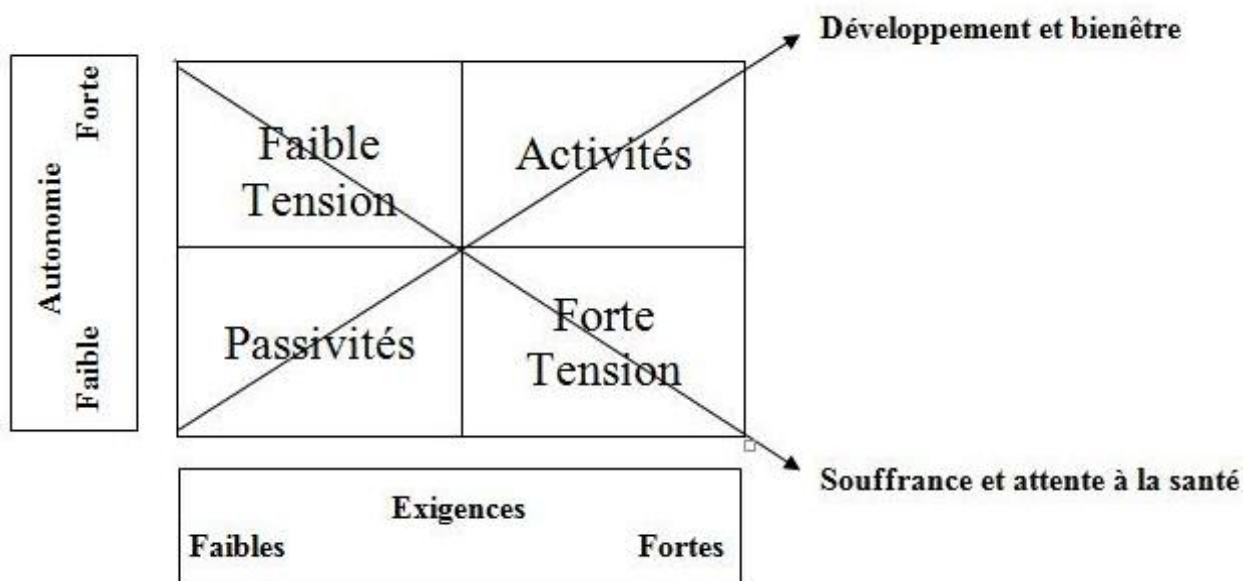 Développement et bienêtre
Forte
Autonomie
Faible
Faible
Tension
Activités
Passivités
Forte
Tension
Souffrance et attente à la santé
Exigences
Faibles
Fortes